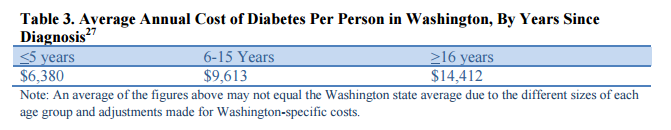 Table 3. Average Annual Cost of Diabetes Per Person in Washington, By Years Since
Diagnosis27
≤5 years 6-15 Years ≥16 years
$6,380 $9,613 $14,412
Note: An average of the figures above may not equal the Washington state average due to the different sizes of each
age group and adjustments made for Washington-specific costs.